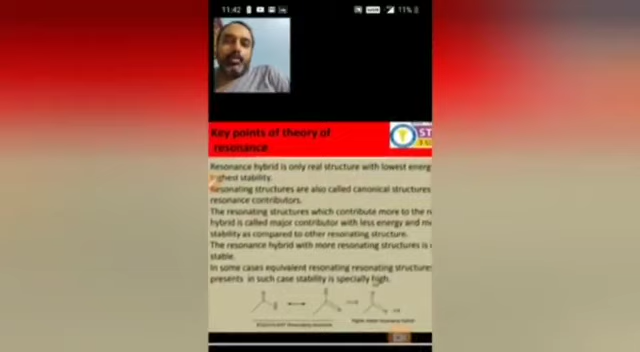 11:42
11%
Key points of theory of
resonance
ST
Resonance hybrid is only real structure with lowest energ
highest stability.
Resonating structures are also called canonical structures
resonance contributors.
The resonating structures which contribute more to the r
hybrid is called major contributor with less energy and m
stability as compared to other resonating structure.
The resonance hybrid with more resonating structures is
stable.
In some cases equivalent resonating resonating structures
presents in such case stability is specially high.